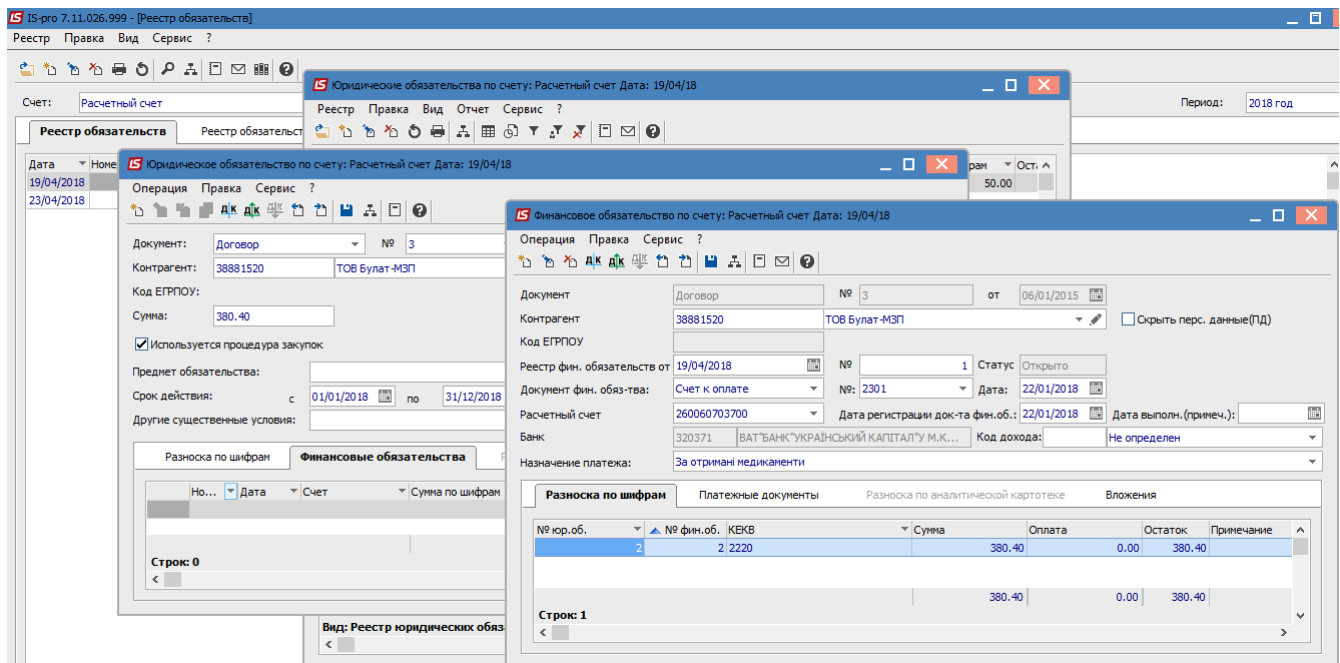 IS-pro 7.11.026.999 - [Реестр обязательств]
Реестр Правка Вид Сервис ?
Счет: Расчетный счет
Период: 2018 год
Реестр обязательств Реестр обязательст
Дата Номе
19/04/2018
23/04/2018
Юридические обязательства по счету: Расчетный счет Дата: 19/04/18
Реестр Правка Вид Отчет Сервис ?
рам Ост.
50.00
Вид: Реестр юридических обяз
Юридическое обязательство по счету: Расчетный счет Дата: 19/04/18
Операция Правка Сервис ?
Документ: Договор № 3
Контрагент: 38881520 ТОВ Булат-МЗП
Код ЕГРПОУ:
Сумма: 380.40
Используется процедура закупок
Предмет обязательства:
Срок действия: с 01/01/2018 по 31/12/2018
Другие существенные условия:
Разноска по шифрам Финансовые обязательства
Но... Дата Счет Сумма по шифрам
Строк: 0
Финансовое обязательство по счету: Расчетный счет Дата: 19/04/18
Операция Правка Сервис ?
Документ Договор № 3 от 06/01/2015
Контрагент 38881520 ТОВ Булат-МЗП Скрыть перс. данные(ПД)
Код ЕГРПОУ
Реестр фин. обязательств от 19/04/2018 № 1 Статус Открыто
Документ фин. обяз-тва: Счет к оплате №: 2301 Дата: 22/01/2018
Расчетный счет 260060703700 Дата регистрации док-та фин.об.: 22/01/2018 Дата выполн.(примеч.):
Банк 320371 ВАТ"БАНК"УКРАЇНСЬКИЙ КАПІТАЛ"У М.К... Код дохода: Не определен
Назначение платежа: За отримані медикаменти
Разноска по шифрам Платежные документы Разноска по аналитической картотеке Вложения
№ юр.об. № фин.об. КЕКВ Сумма Оплата Остаток Примечание
2 2 2220 380.40 0.00 380.40
380.40 0.00 380.40
Строк: 1